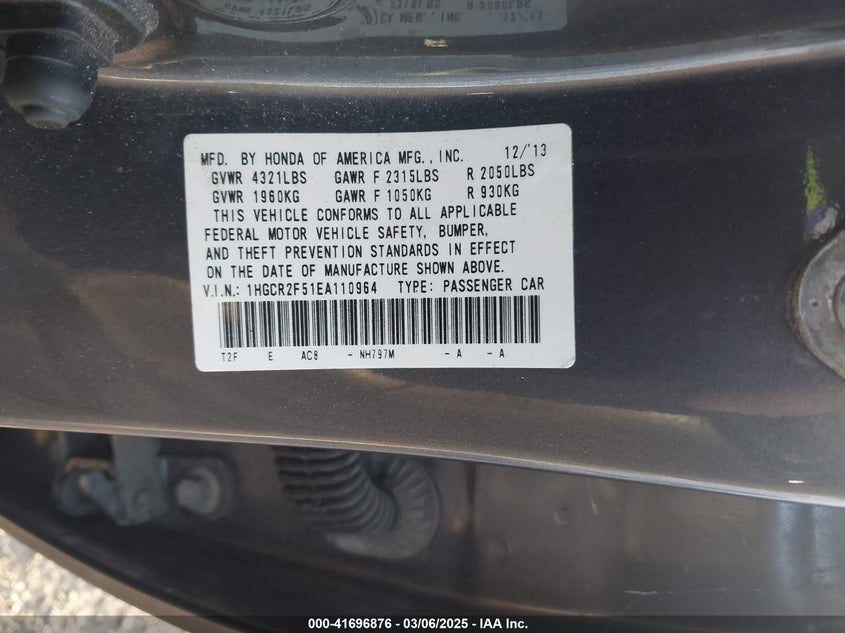 MFD. BY HONDA OF AMERICA MFG., INC. 12/'13
GVWR 4321LBS GAWR F 2315LBS R 2050LBS
GVWR 1960KG GAWR F 1050KG R 930KG
THIS VEHICLE CONFORMS TO ALL APPLICABLE
FEDERAL MOTOR VEHICLE SAFETY, BUMPER,
AND THEFT PREVENTION STANDARDS IN EFFECT
ON THE DATE OF MANUFACTURE SHOWN ABOVE.
V.I.N.: 1HGCR2F51EA110964 TYPE: PASSENGER CAR
T2F E AC8 - NH797M - A - A
000-41696876 - 03/06/2025 - IAA Inc.